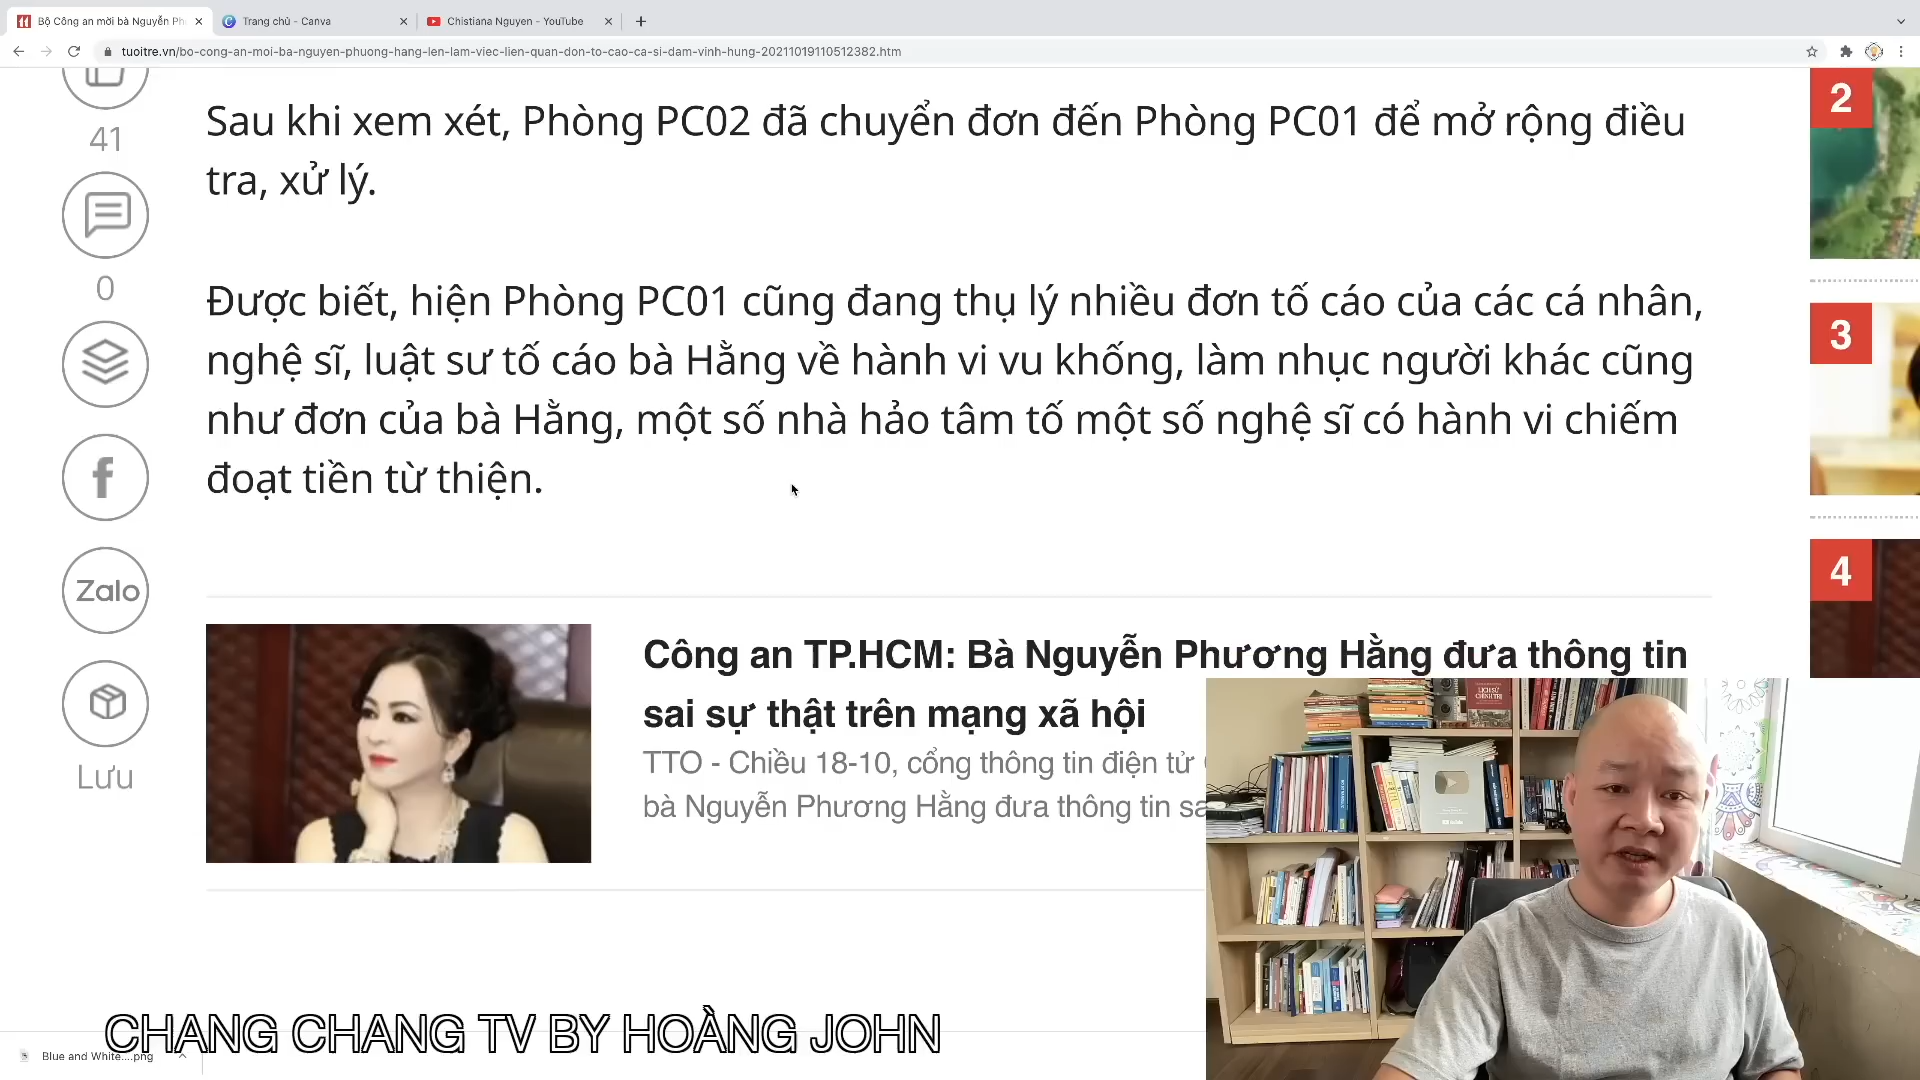 Bộ Công an mời bà Nguyễn Ph
Trang chủ - Canva
Chistiana Nguyen - YouTube
tuoitre.vn/bo-cong-an-moi-ba-nguyen-phuong-hang-len-lam-viec-lien-quan-don-to-cao-ca-si-dam-vinh-hung-20211019110512382.htm
41
0
Zalo
Lưu
Sau khi xem xét, Phòng PC02 đã chuyển đơn đến Phòng PC01 để mở rộng điều
tra, xử lý.
Được biết, hiện Phòng PC01 cũng đang thụ lý nhiều đơn tố cáo của các cá nhân,
nghệ sĩ, luật sư tố cáo bà Hằng về hành vi vu khống, làm nhục người khác cũng
như đơn của bà Hằng, một số nhà hảo tâm tố một số nghệ sĩ có hành vi chiếm
đoạt tiền từ thiện.
Công an TP.HCM: Bà Nguyễn Phương Hằng đưa thông tin
sai sự thật trên mạng xã hội
TTO - Chiều 18-10, cổng thông tin điện tử
bà Nguyễn Phương Hằng đưa thông tin sa
2
3
4
LỊCH SỬ
CHÍNH TRỊ
CHANG CHANG TV BY HOÀNG JOHN
Blue and White....png